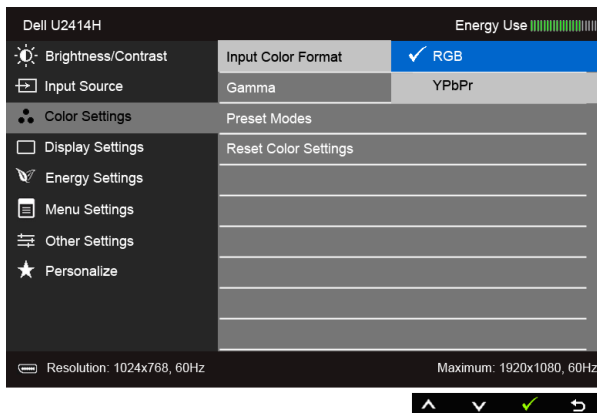 Dell U2414H Energy Use
Brightness/Contrast Input Color Format RGB
Input Source Gamma YPbPr
Color Settings Preset Modes
Display Settings Reset Color Settings
Energy Settings
Menu Settings
Other Settings
Personalize
Resolution: 1024x768, 60Hz Maximum: 1920x1080, 60Hz